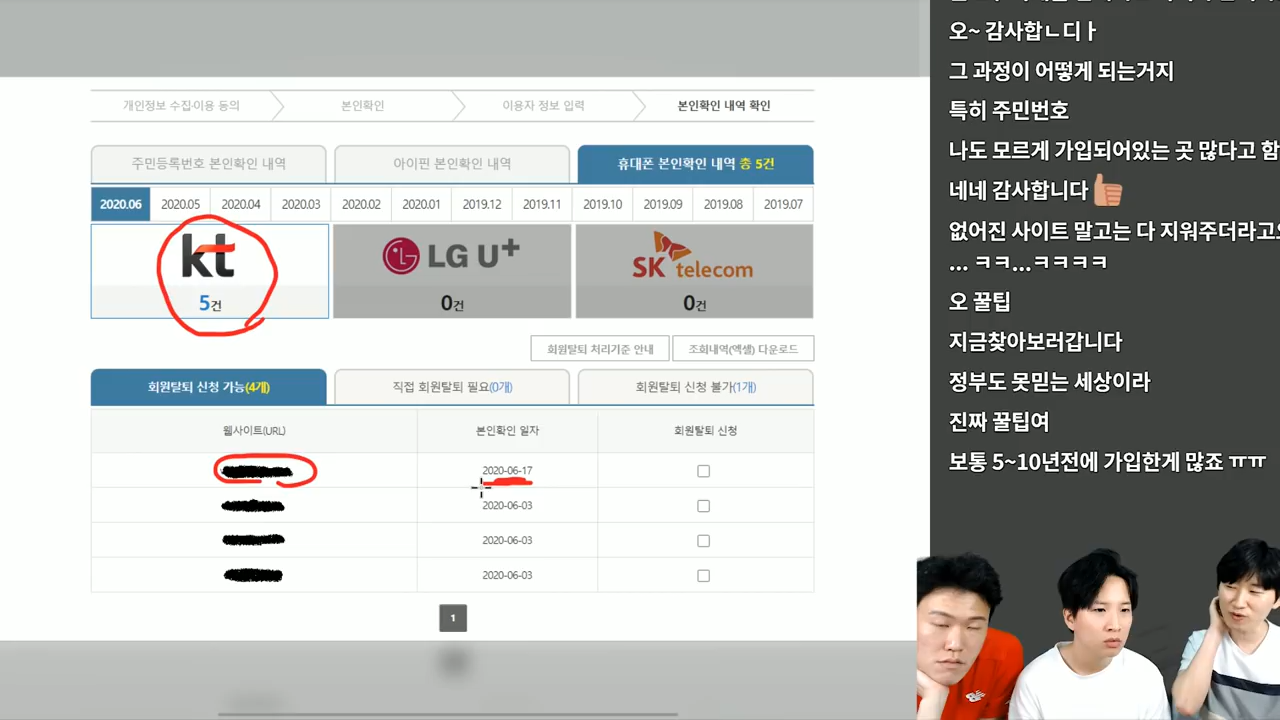 개인정보 수집·이용 동의
본인확인
이용자 정보 입력
본인확인 내역 확인
주민등록번호 본인확인 내역
아이핀 본인확인 내역
휴대폰 본인확인 내역 총 5건
2020.06 2020.05 2020.04 2020.03 2020.02 2020.01 2019.12 2019.11 2019.10 2019.09 2019.08 2019.07
kt
5건
LG U+
0건
SK telecom
0건
회원탈퇴 처리기준 안내
조회내역(엑셀) 다운로드
회원탈퇴 신청 가능(4개)
직접 회원탈퇴 필요(0개)
회원탈퇴 신청 불가(1개)
웹사이트(URL) 본인확인 일자 회원탈퇴 신청
2020-06-17
2020-06-03
2020-06-03
2020-06-03
1
오~ 감사합ㄴ디ㅏ
그 과정이 어떻게 되는거지
특히 주민번호
나도 모르게 가입되어있는 곳 많다고 함
네네 감사합니다
없어진 사이트 말고는 다 지워주더라고
... ㅋㅋ...ㅋㅋㅋㅋ
오 꿀팁
지금찾아보러갑니다
정부도 못믿는 세상이라
진짜 꿀팁여
보통 5~10년전에 가입한게 많죠 ㅠㅠ